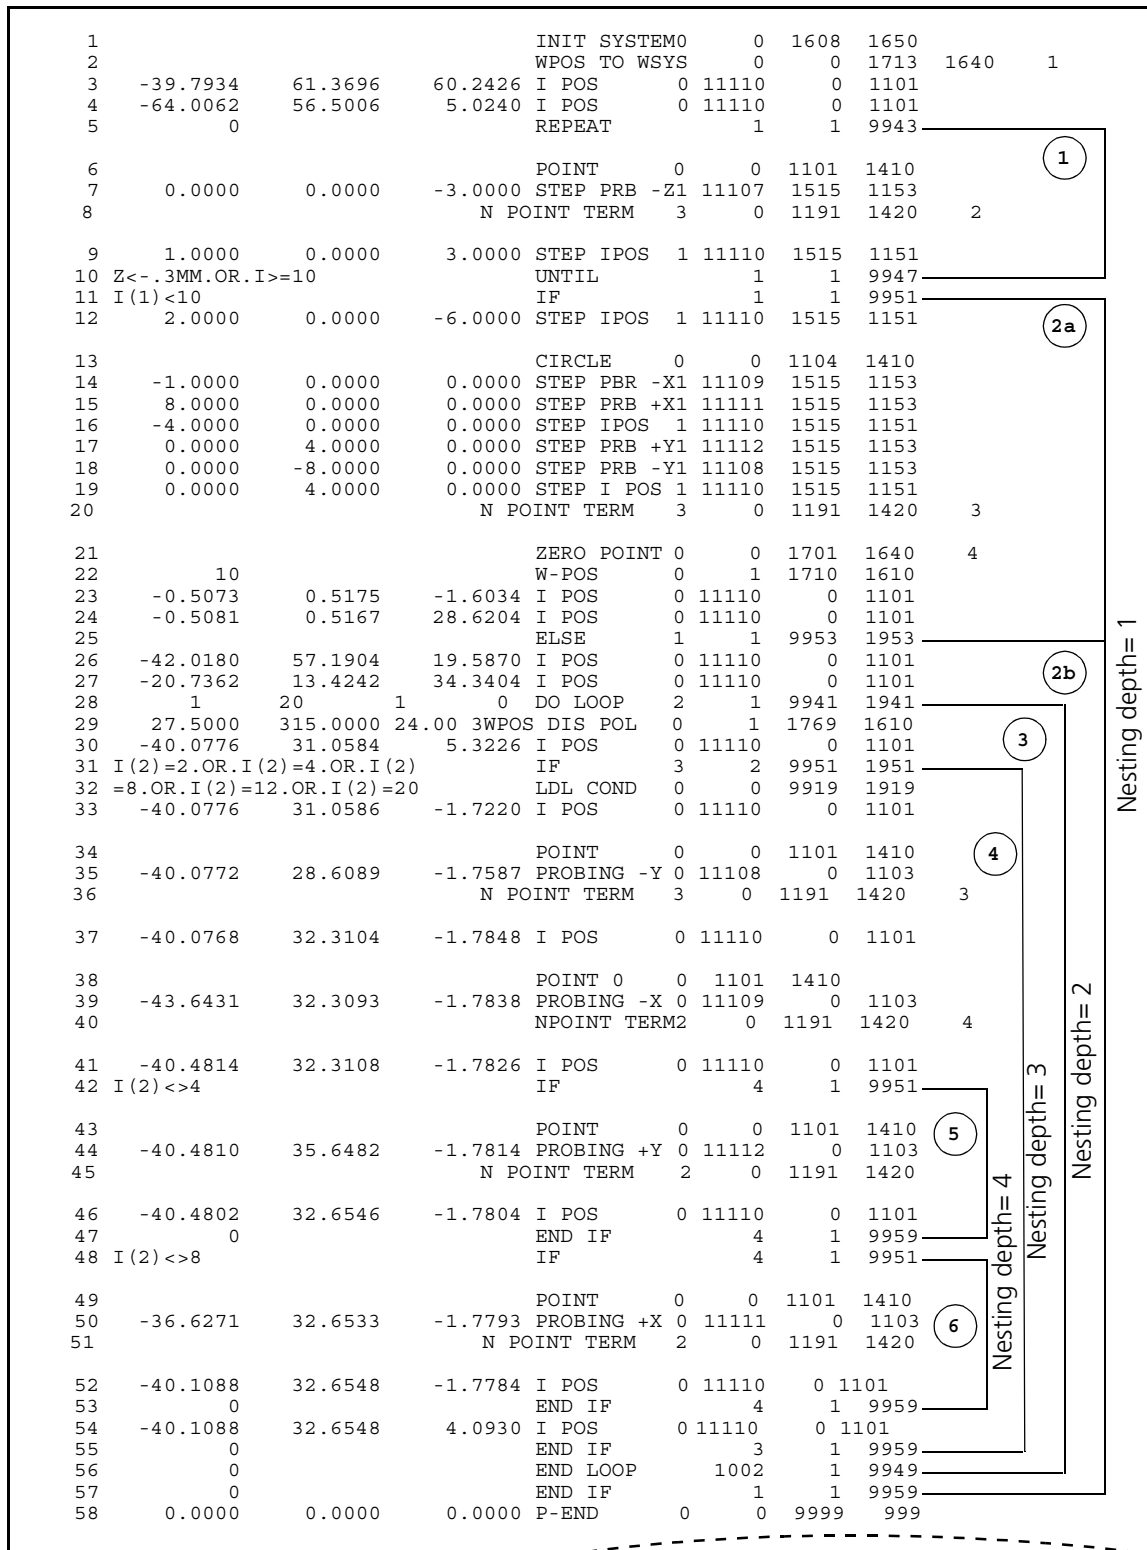 1 INIT SYSTEM0 0 1608 1650
2 WPOS TO WSYS 0 0 1713 1640 1
3 -39.7934 61.3696 60.2426 I POS 0 11110 0 1101
4 -64.0062 56.5006 5.0240 I POS 0 11110 0 1101
5 0 REPEAT 1 1 9943
1
6 POINT 0 0 1101 1410
7 0.0000 0.0000 -3.0000 STEP PRB -Z1 11107 1515 1153
8 N POINT TERM 3 0 1191 1420 2
9 1.0000 0.0000 3.0000 STEP IPOS 1 11110 1515 1151
10 Z<-.3MM.OR.I>=10 UNTIL 1 1 9947
11 I(1)<10 IF 1 1 9951
12 2.0000 0.0000 -6.0000 STEP IPOS 1 11110 1515 1151
2a
13 CIRCLE 0 0 1104 1410
14 -1.0000 0.0000 0.0000 STEP PBR -X1 11109 1515 1153
15 8.0000 0.0000 0.0000 STEP PRB +X1 11111 1515 1153
16 -4.0000 0.0000 0.0000 STEP IPOS 1 11110 1515 1151
17 0.0000 4.0000 0.0000 STEP PRB +Y1 11112 1515 1153
18 0.0000 -8.0000 0.0000 STEP PRB -Y1 11108 1515 1153
19 0.0000 4.0000 0.0000 STEP I POS 1 11110 1515 1151
20 N POINT TERM 3 0 1191 1420 3
21 ZERO POINT 0 0 1701 1640 4
22 10 W-POS 0 1 1710 1610
23 -0.5073 0.5175 -1.6034 I POS 0 11110 0 1101
24 -0.5081 0.5167 28.6204 I POS 0 11110 0 1101
25 ELSE 1 1 9953 1953
26 -42.0180 57.1904 19.5870 I POS 0 11110 0 1101
27 -20.7362 13.4242 34.3404 I POS 0 11110 0 1101
2b
28 1 20 1 0 DO LOOP 2 1 9941 1941
29 27.5000 315.0000 24.00 3WPOS DIS POL 0 1 1769 1610
30 -40.0776 31.0584 5.3226 I POS 0 11110 0 1101
3
31 I(2)=2.OR.I(2)=4.OR.I(2) IF 3 2 9951 1951
32 =8.OR.I(2)=12.OR.I(2)=20 LDL COND 0 0 9919 1919
33 -40.0776 31.0586 -1.7220 I POS 0 11110 0 1101
34 POINT 0 0 1101 1410
4
35 -40.0772 28.6089 -1.7587 PROBING -Y 0 11108 0 1103
36 N POINT TERM 3 0 1191 1420 3
37 -40.0768 32.3104 -1.7848 I POS 0 11110 0 1101
38 POINT 0 0 1101 1410
39 -43.6431 32.3093 -1.7838 PROBING -X 0 11109 0 1103
40 NPOINT TERM2 0 1191 1420 4
41 -40.4814 32.3108 -1.7826 I POS 0 11110 0 1101
42 I(2)<>4 IF 4 1 9951
43 POINT 0 0 1101 1410
5
44 -40.4810 35.6482 -1.7814 PROBING +Y 0 11112 0 1103
45 N POINT TERM 2 0 1191 1420
46 -40.4802 32.6546 -1.7804 I POS 0 11110 0 1101
47 0 END IF 4 1 9959
48 I(2)<>8 IF 4 1 9951
49 POINT 0 0 1101 1410
50 -36.6271 32.6533 -1.7793 PROBING +X 0 11111 0 1103
6
51 N POINT TERM 2 0 1191 1420
52 -40.1088 32.6548 -1.7784 I POS 0 11110 0 1101
53 0 END IF 4 1 9959
54 -40.1088 32.6548 4.0930 I POS 0 11110 0 1101
55 0 END IF 3 1 9959
56 0 END LOOP 1002 1 9949
57 0 END IF 1 1 9959
58 0.0000 0.0000 0.0000 P-END 0 0 9999 999
Nesting depth= 4
Nesting depth= 3
Nesting depth= 2
Nesting depth= 1